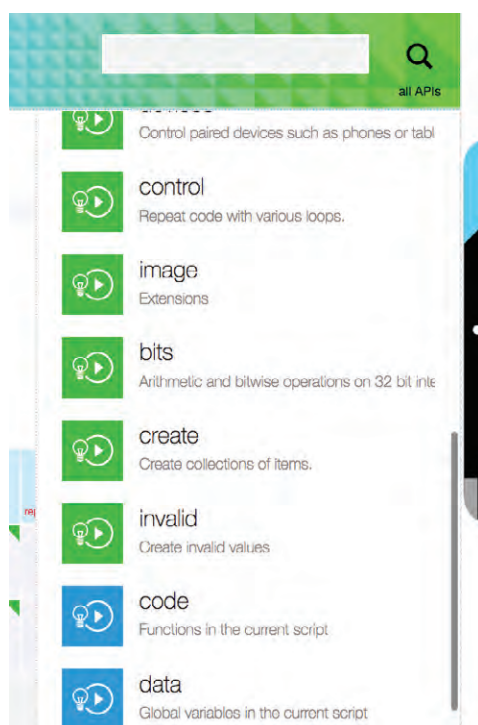 all APIs
devices
Control paired devices such as phones or tabl
control
Repeat code with various loops.
image
Extensions
bits
Arithmetic and bitwise operations on 32 bit inte
create
Create collections of items.
invalid
Create invalid values
rep
code
Functions in the current script
data
Global variables in the current script